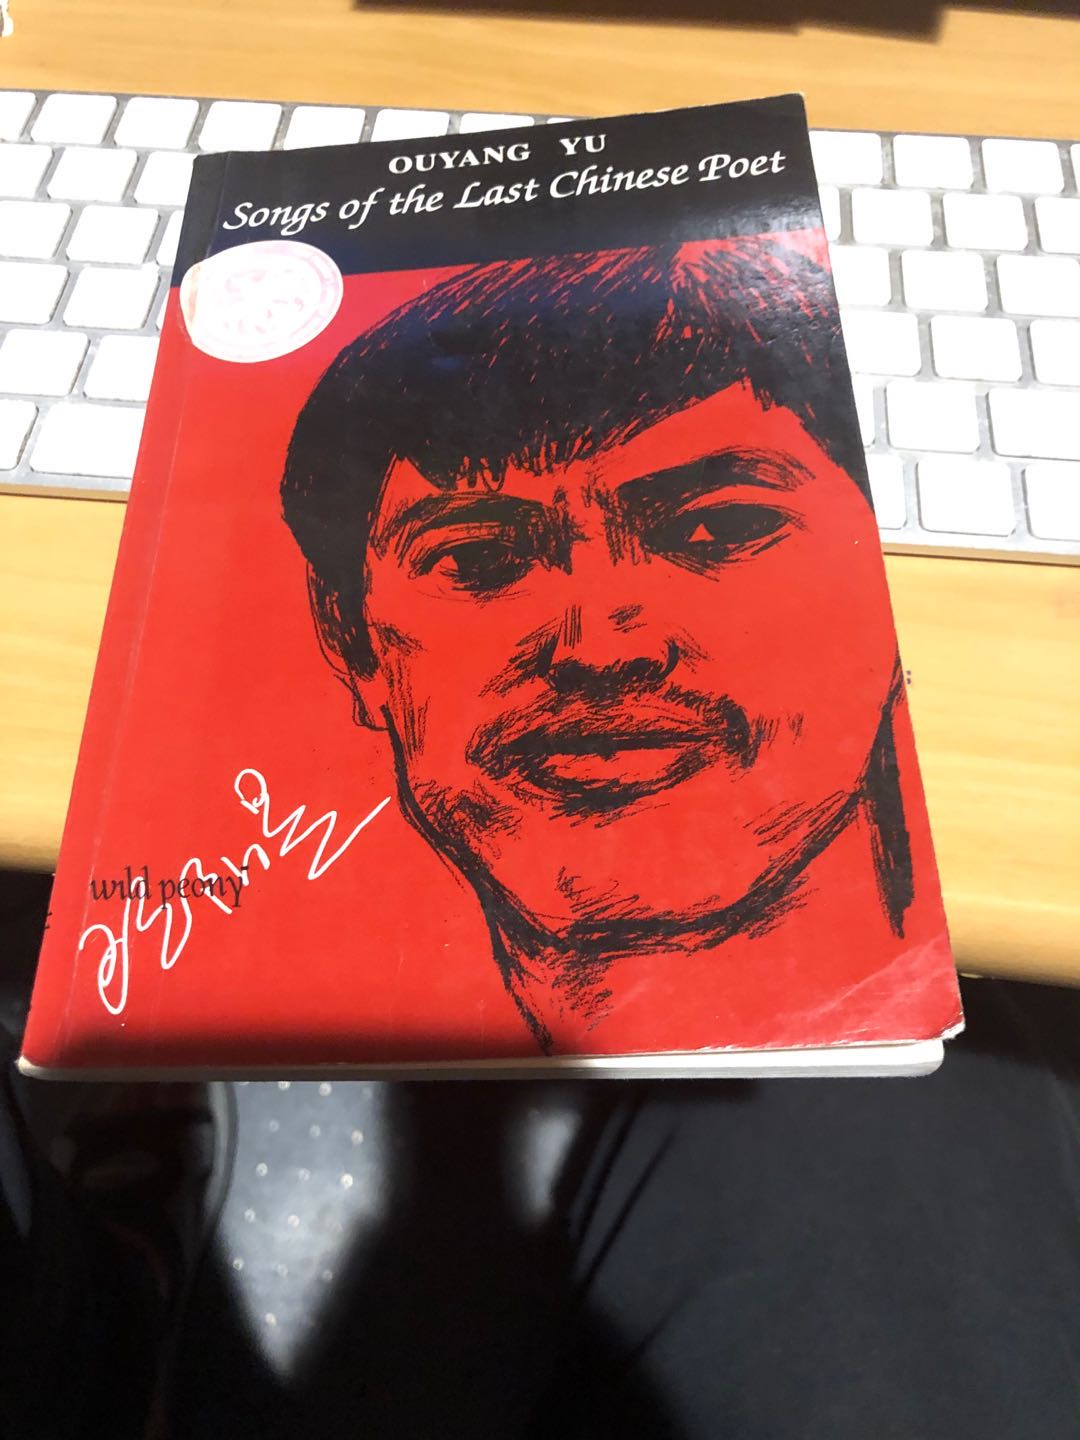 OUYANG YU
Songs of the Last Chinese Poet
wild peony